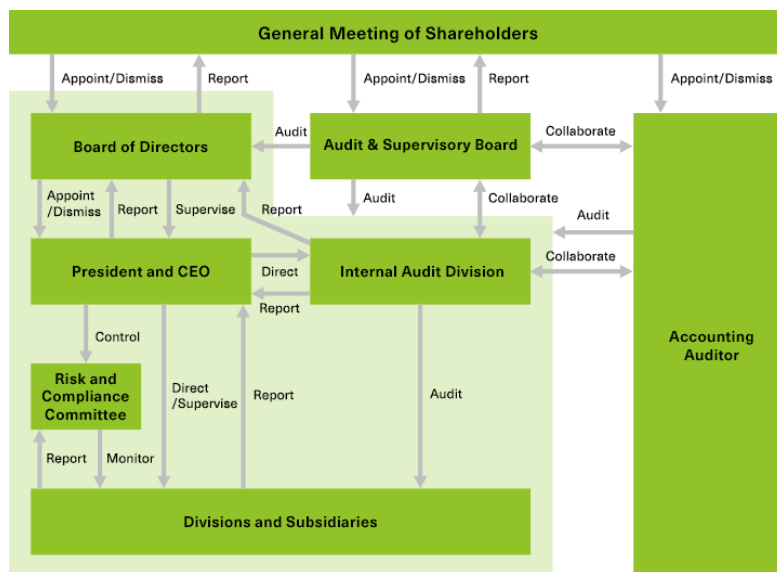 General Meeting of Shareholders
Appoint/Dismiss
Report
Appoint/Dismiss
Report
Appoint/Dismiss
Board of Directors
Audit
Audit & Supervisory Board
Collaborate
Appoint
/Dismiss
Report
Supervise
Report
Audit
Collaborate
Audit
President and CEO
Direct
Internal Audit Division
Collaborate
Report
Control
Accounting
Auditor
Risk and
Compliance
Committee
Direct
/Supervise
Report
Audit
Report
Monitor
Divisions and Subsidiaries